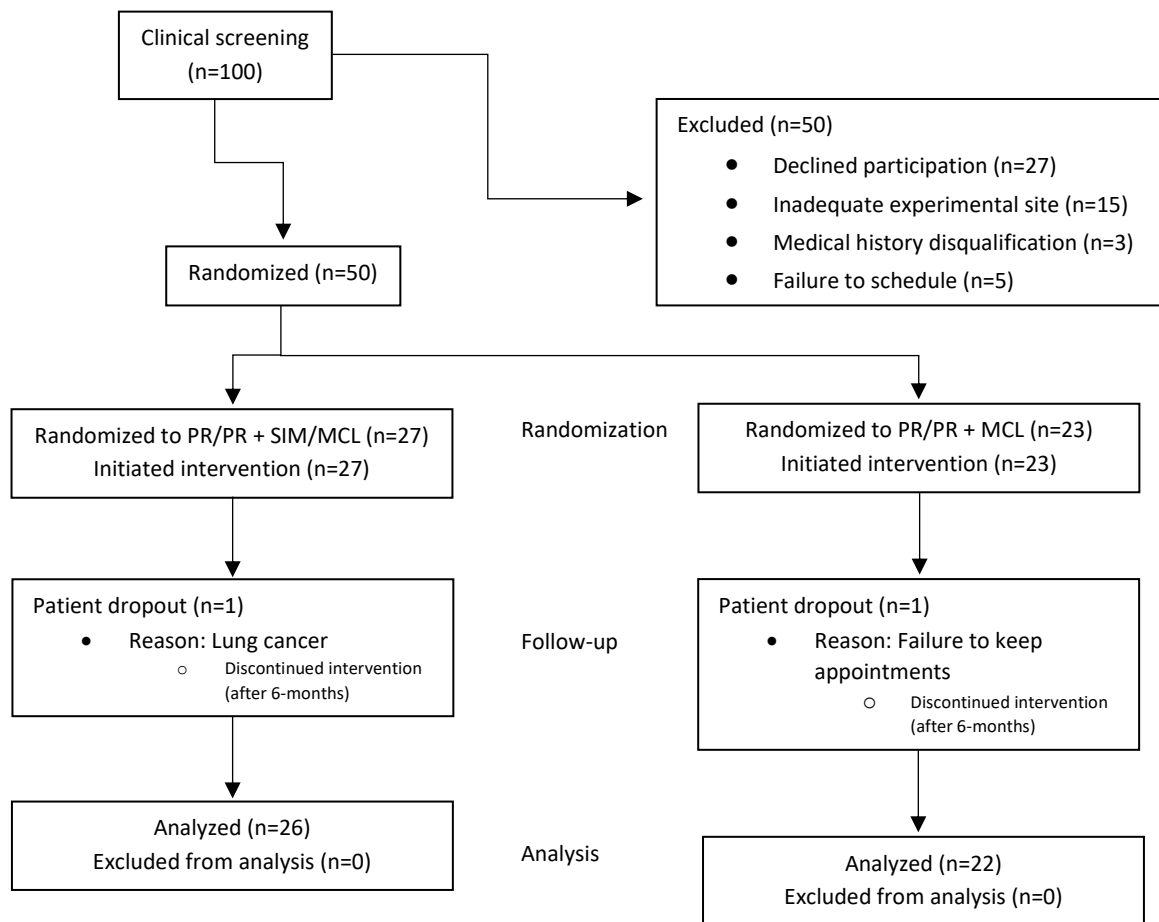 Clinical screening
(n=100)
Excluded (n=50)
● Declined participation (n=27)
● Inadequate experimental site (n=15)
● Medical history disqualification (n=3)
● Failure to schedule (n=5)
Randomized (n=50)
Randomized to PR/PR + SIM/MCL (n=27)
Initiated intervention (n=27)
Randomization
Randomized to PR/PR + MCL (n=23)
Initiated intervention (n=23)
Patient dropout (n=1)
● Reason: Lung cancer
○ Discontinued intervention
(after 6-months)
Follow-up
Patient dropout (n=1)
● Reason: Failure to keep
appointments
○ Discontinued intervention
(after 6-months)
Analyzed (n=26)
Excluded from analysis (n=0)
Analysis
Analyzed (n=22)
Excluded from analysis (n=0)